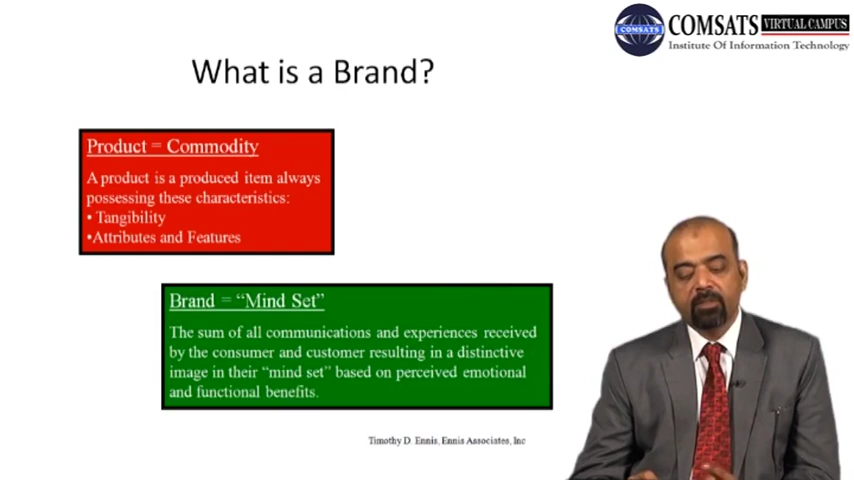 COMSATS
COMSATS VIRTUAL CAMPUS
Institute Of Information Technology
What is a Brand?
Product = Commodity
A product is a produced item always
possessing these characteristics:
• Tangibility
•Attributes and Features
Brand = “Mind Set”
The sum of all communications and experiences received
by the consumer and customer resulting in a distinctive
image in their “mind set” based on perceived emotional
and functional benefits.
Timothy D. Ennis, Ennis Associates, Inc